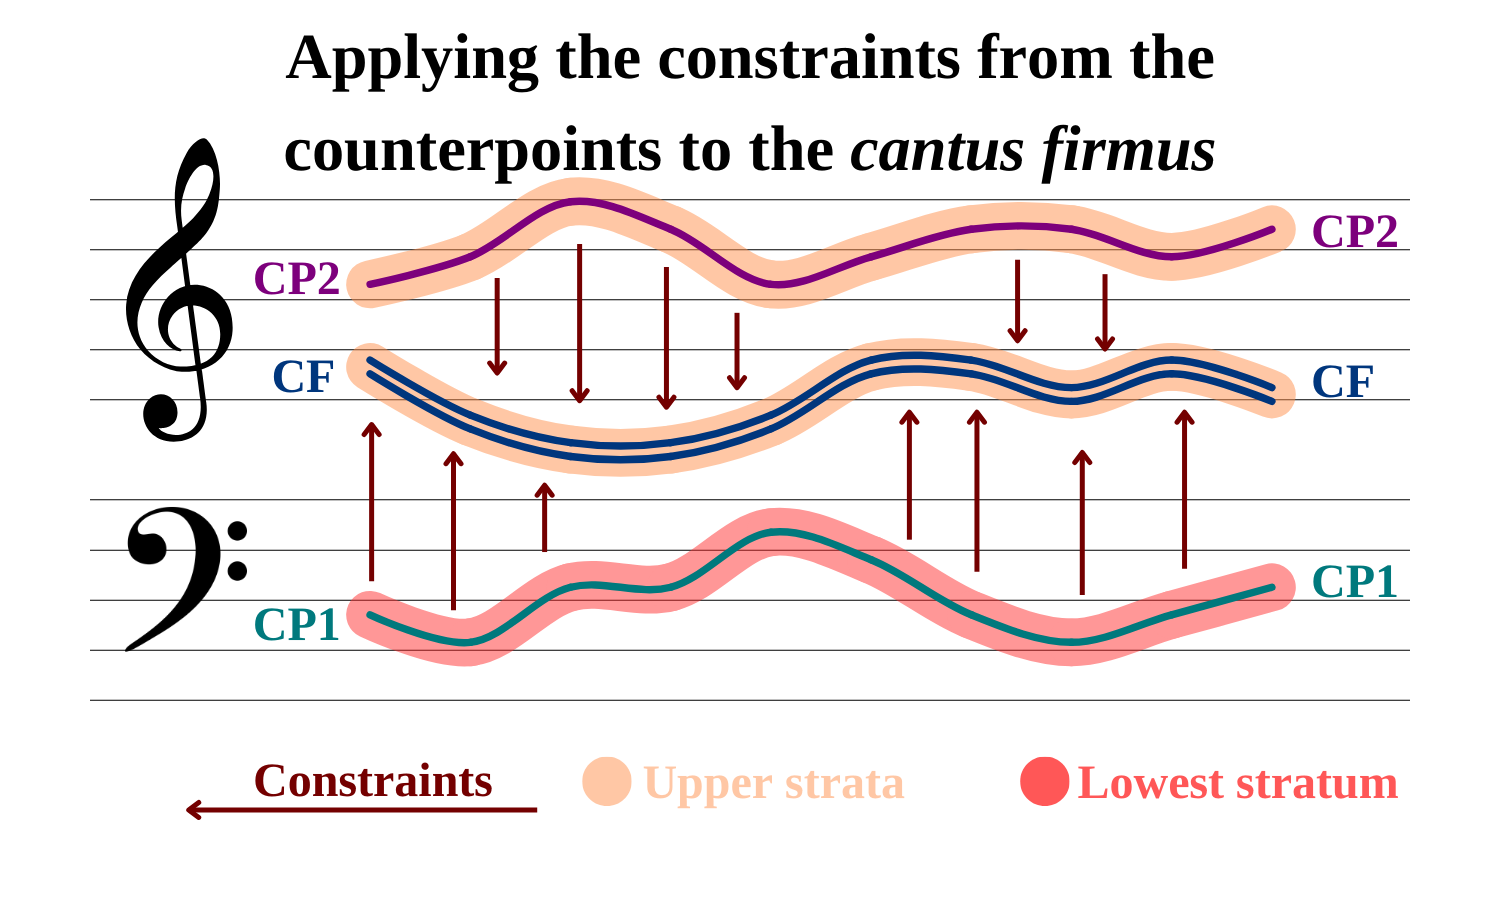 Applying the constraints from the
counterpoints to the cantus firmus
CP2
CP2
CF
CF
CP1
CP1
Constraints
Upper strata
Lowest stratum